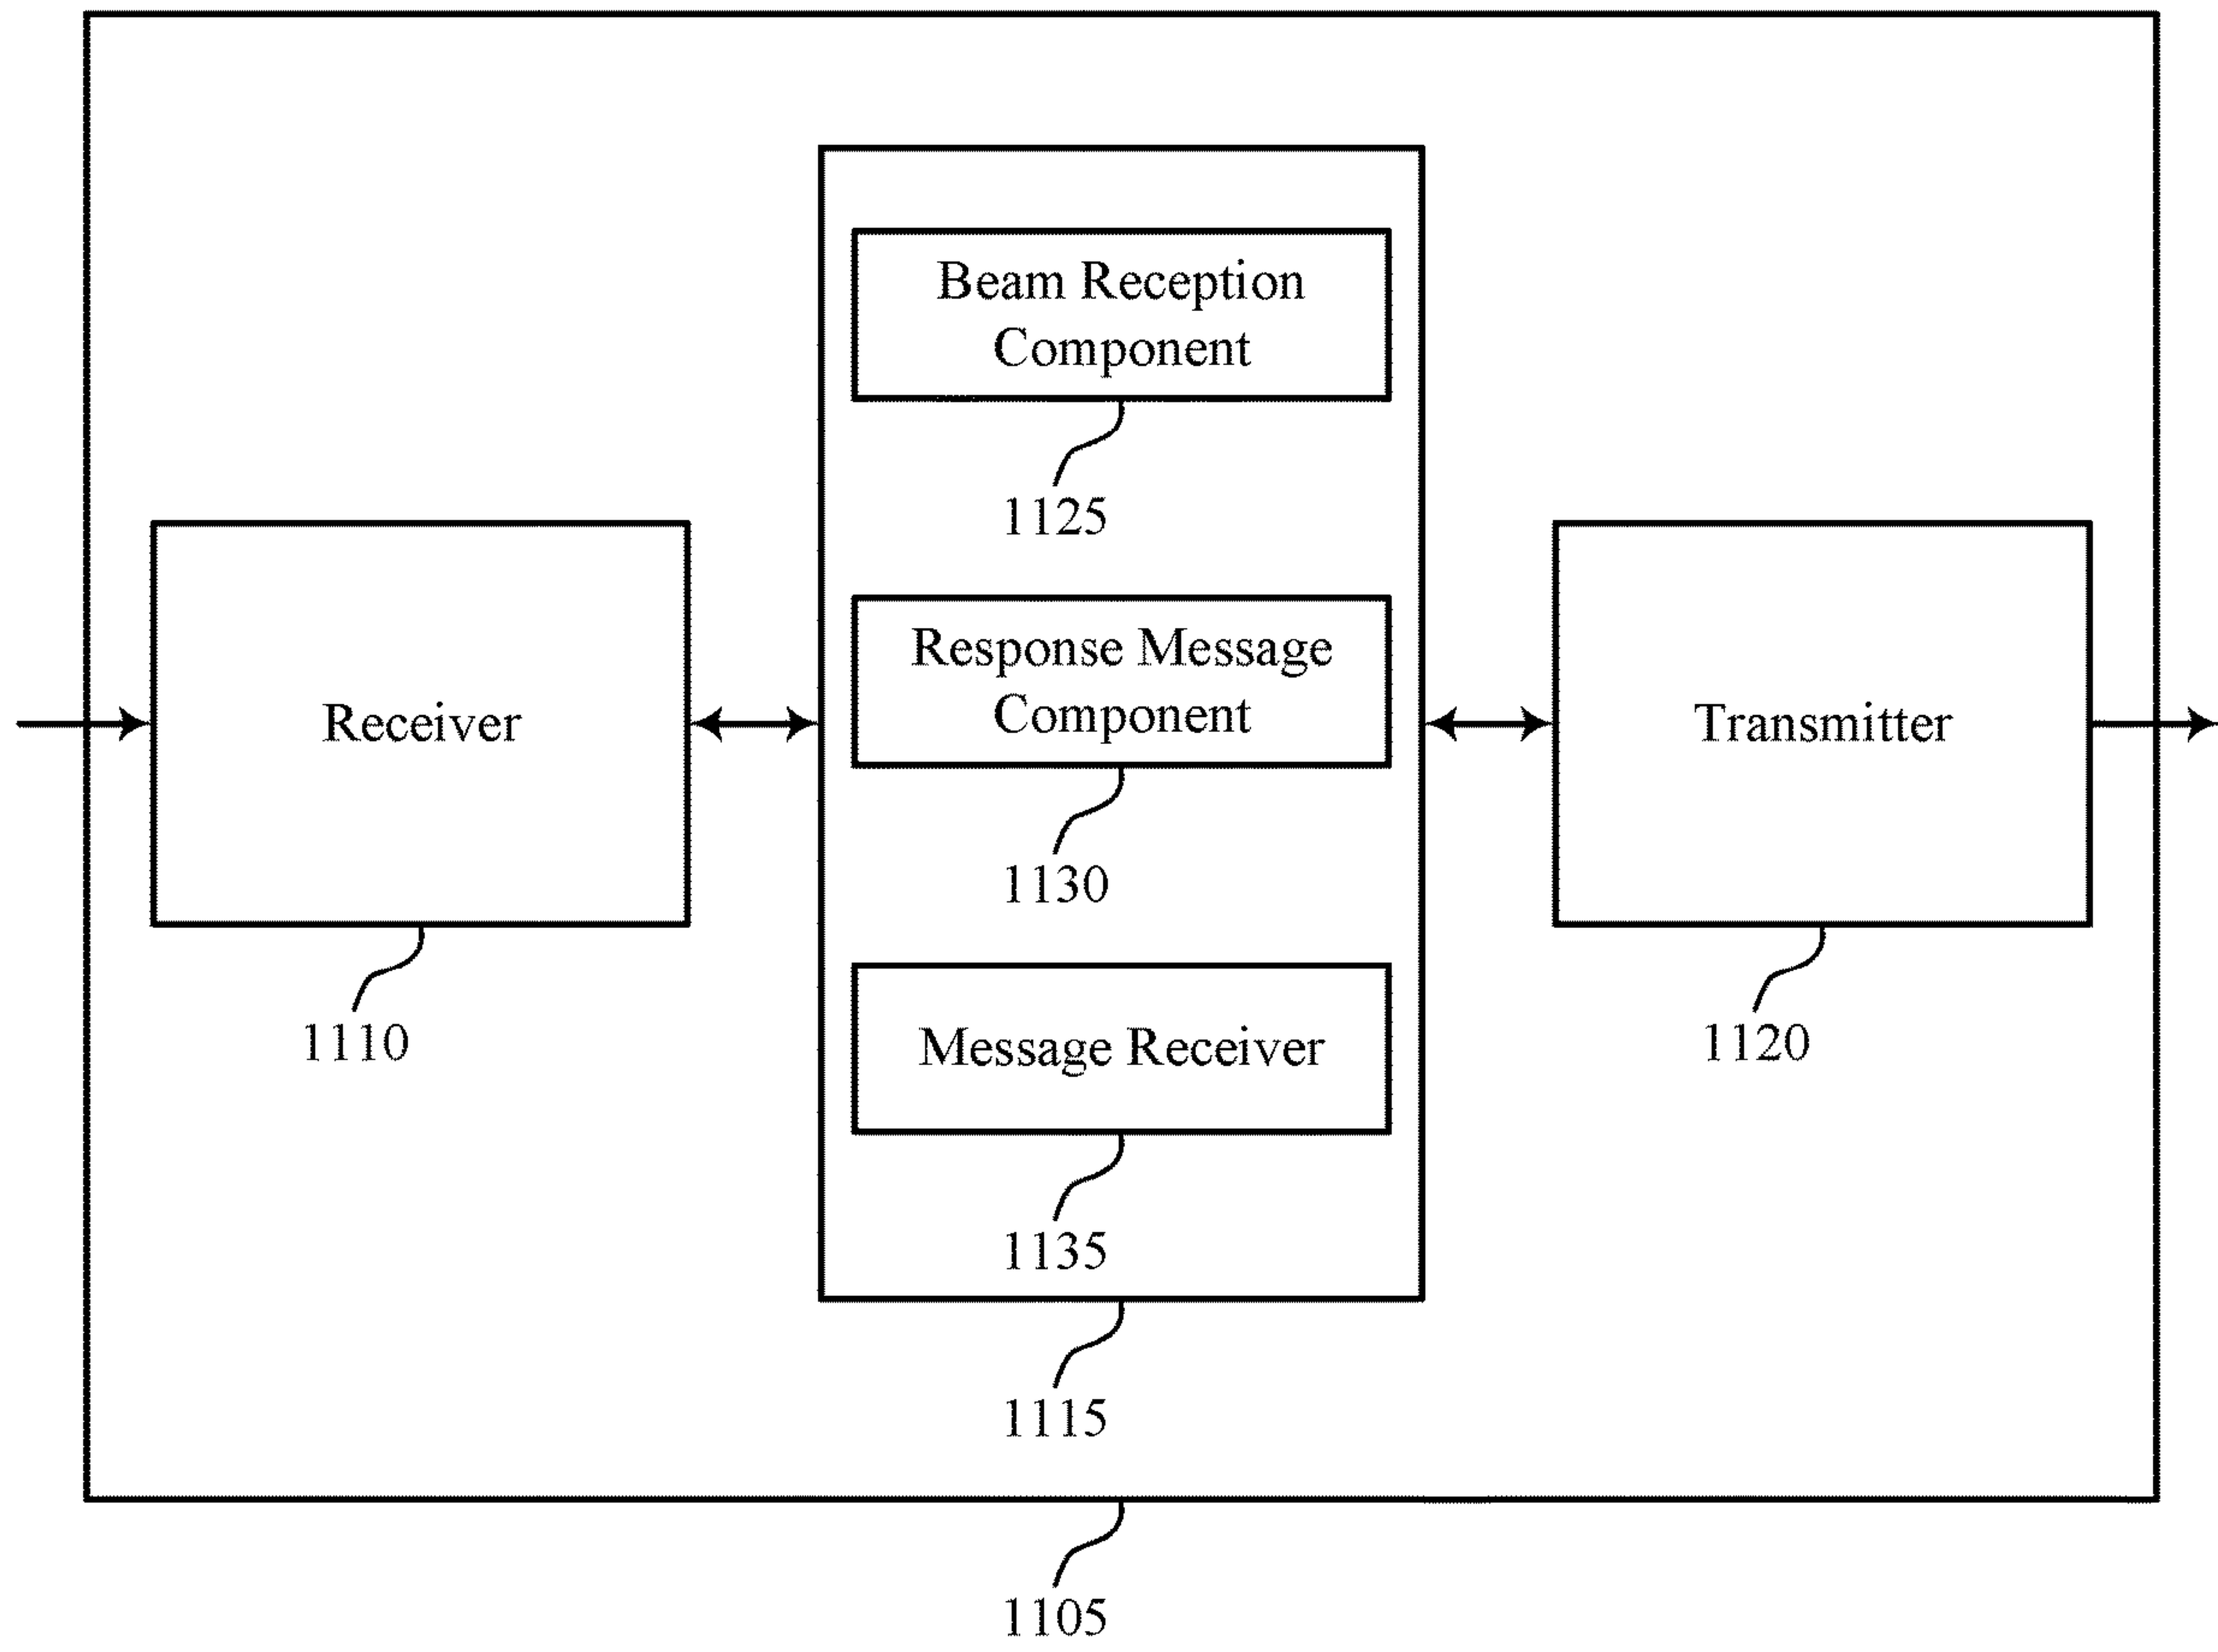 Beam Reception
Component
1125
Response Message
Component
1130
Message Receiver
1135
1115
Receiver
1110
Transmitter
1120
1105